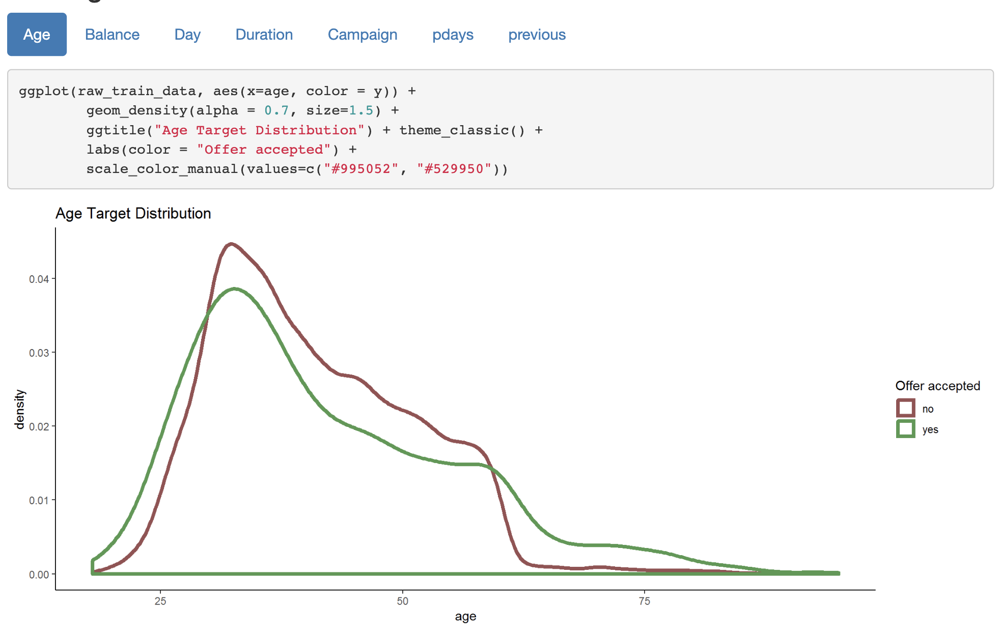 Age Balance Day Duration Campaign pdays previous
ggplot(raw_train_data, aes(x=age, color = y)) +
        geom_density(alpha = 0.7, size=1.5) +
        ggtitle("Age Target Distribution") + theme_classic() +
        labs(color = "Offer accepted") +
        scale_color_manual(values=c("#995052", "#529950"))
Age Target Distribution
density
0.04
0.03
0.02
0.01
0.00
25 50 75
age
Offer accepted
no
yes